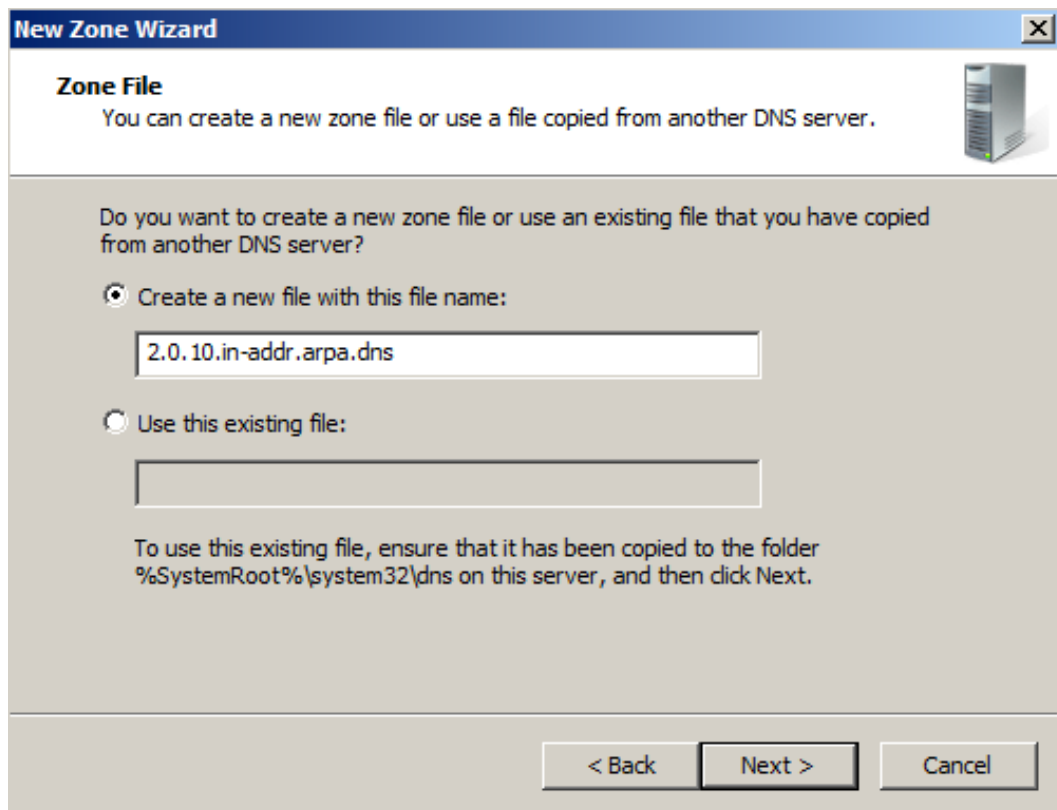 New Zone Wizard
Zone File
You can create a new zone file or use a file copied from another DNS server.
Do you want to create a new zone file or use an existing file that you have copied
from another DNS server?
Create a new file with this file name:
2.0.10.in-addr.arpa.dns
Use this existing file:
To use this existing file, ensure that it has been copied to the folder
%SystemRoot%\system32\dns on this server, and then click Next.
< Back Next > Cancel